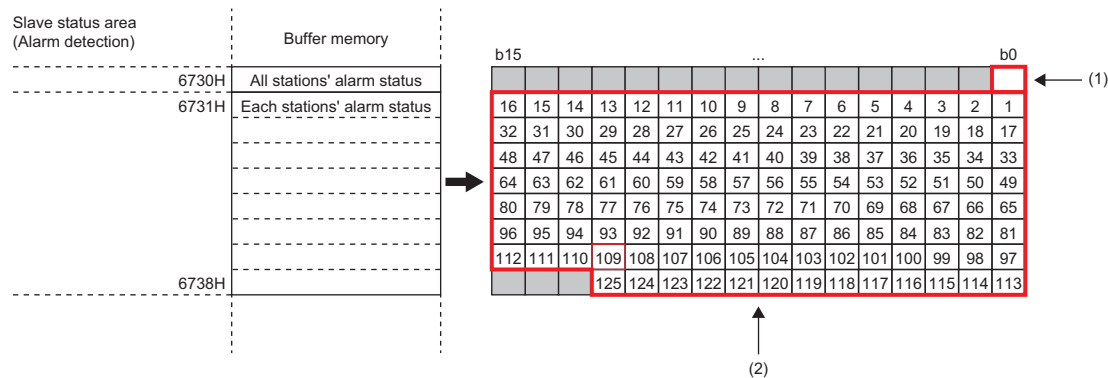 Slave status area
(Alarm detection)
Buffer memory
b15 ... b0
6730H All stations' alarm status (1)
6731H Each stations' alarm status 16 15 14 13 12 11 10 9 8 7 6 5 4 3 2 1
32 31 30 29 28 27 26 25 24 23 22 21 20 19 18 17
48 47 46 45 44 43 42 41 40 39 38 37 36 35 34 33
64 63 62 61 60 59 58 57 56 55 54 53 52 51 50 49
80 79 78 77 76 75 74 73 72 71 70 69 68 67 66 65
96 95 94 93 92 91 90 89 88 87 86 85 84 83 82 81
112 111 110 109 108 107 106 105 104 103 102 101 100 99 98 97
6738H 125 124 123 122 121 120 119 118 117 116 115 114 113
(2)